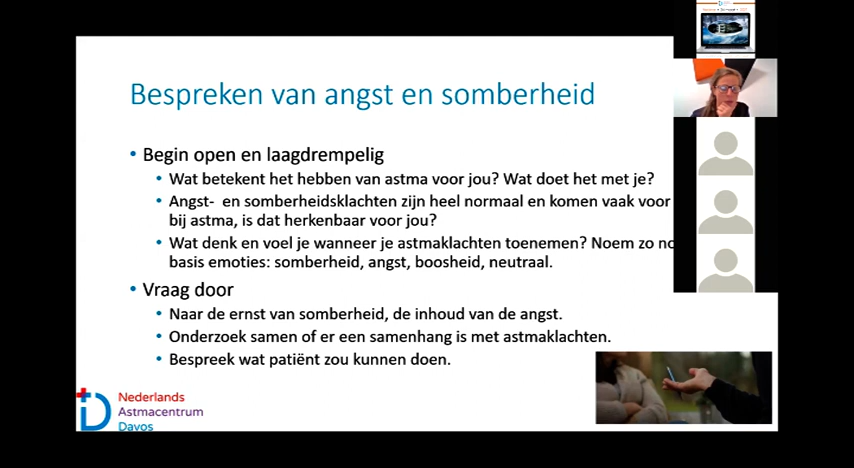 Bespreken van angst en somberheid
• Begin open en laagdrempelig
• Wat betekent het hebben van astma voor jou? Wat doet het met je?
• Angst- en somberheidsklachten zijn heel normaal en komen vaak voor
bij astma, is dat herkenbaar voor jou?
• Wat denk en voel je wanneer je astmaklachten toenemen? Noem zo
basis emoties: somberheid, angst, boosheid, neutraal.
• Vraag door
• Naar de ernst van somberheid, de inhoud van de angst.
• Onderzoek samen of er een samenhang is met astmaklachten.
• Bespreek wat patiënt zou kunnen doen.
Nederlands
Astmacentrum
Davos